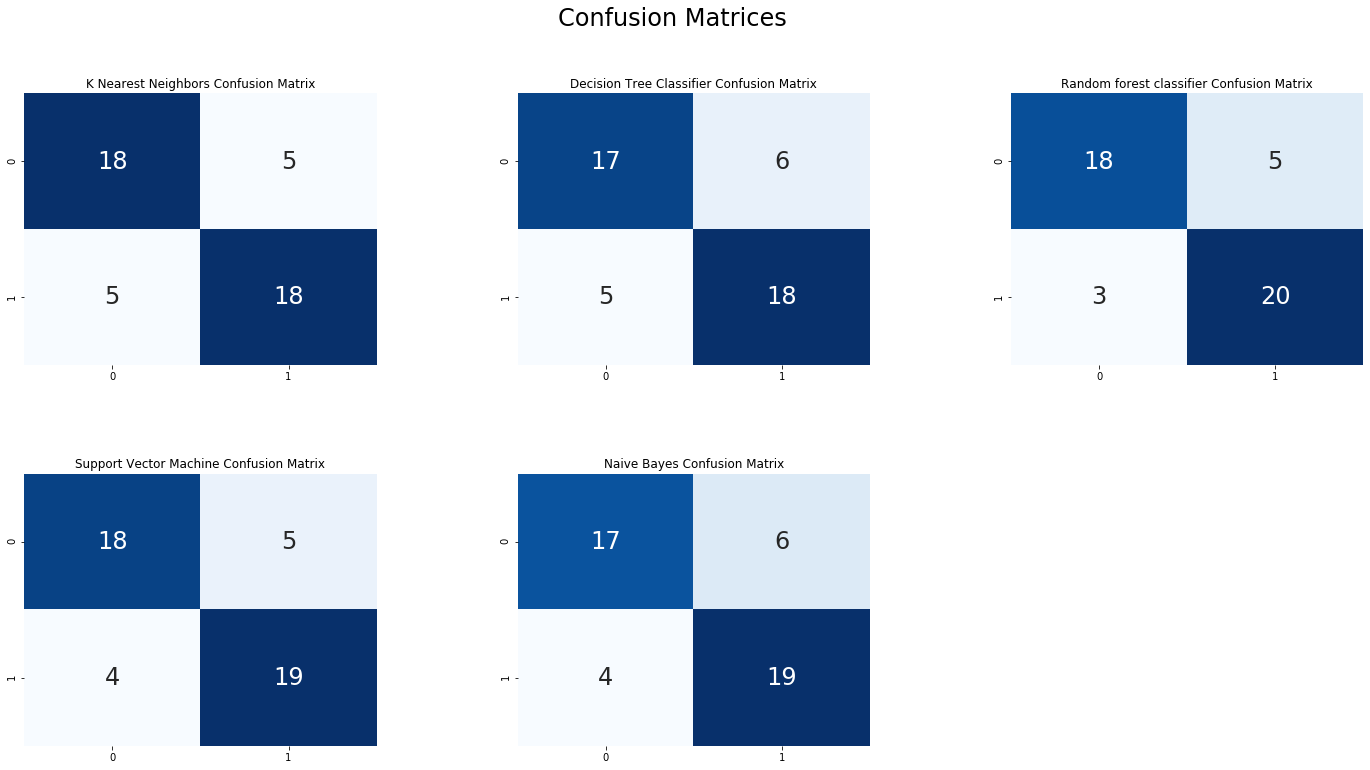 Confusion Matrices
K Nearest Neighbors Confusion Matrix
0 18 5
1 5 18
0 1
Decision Tree Classifier Confusion Matrix
0 17 6
1 5 18
0 1
Random forest classifier Confusion Matrix
0 18 5
1 3 20
0 1
Support Vector Machine Confusion Matrix
0 18 5
1 4 19
0 1
Naive Bayes Confusion Matrix
0 17 6
1 4 19
0 1